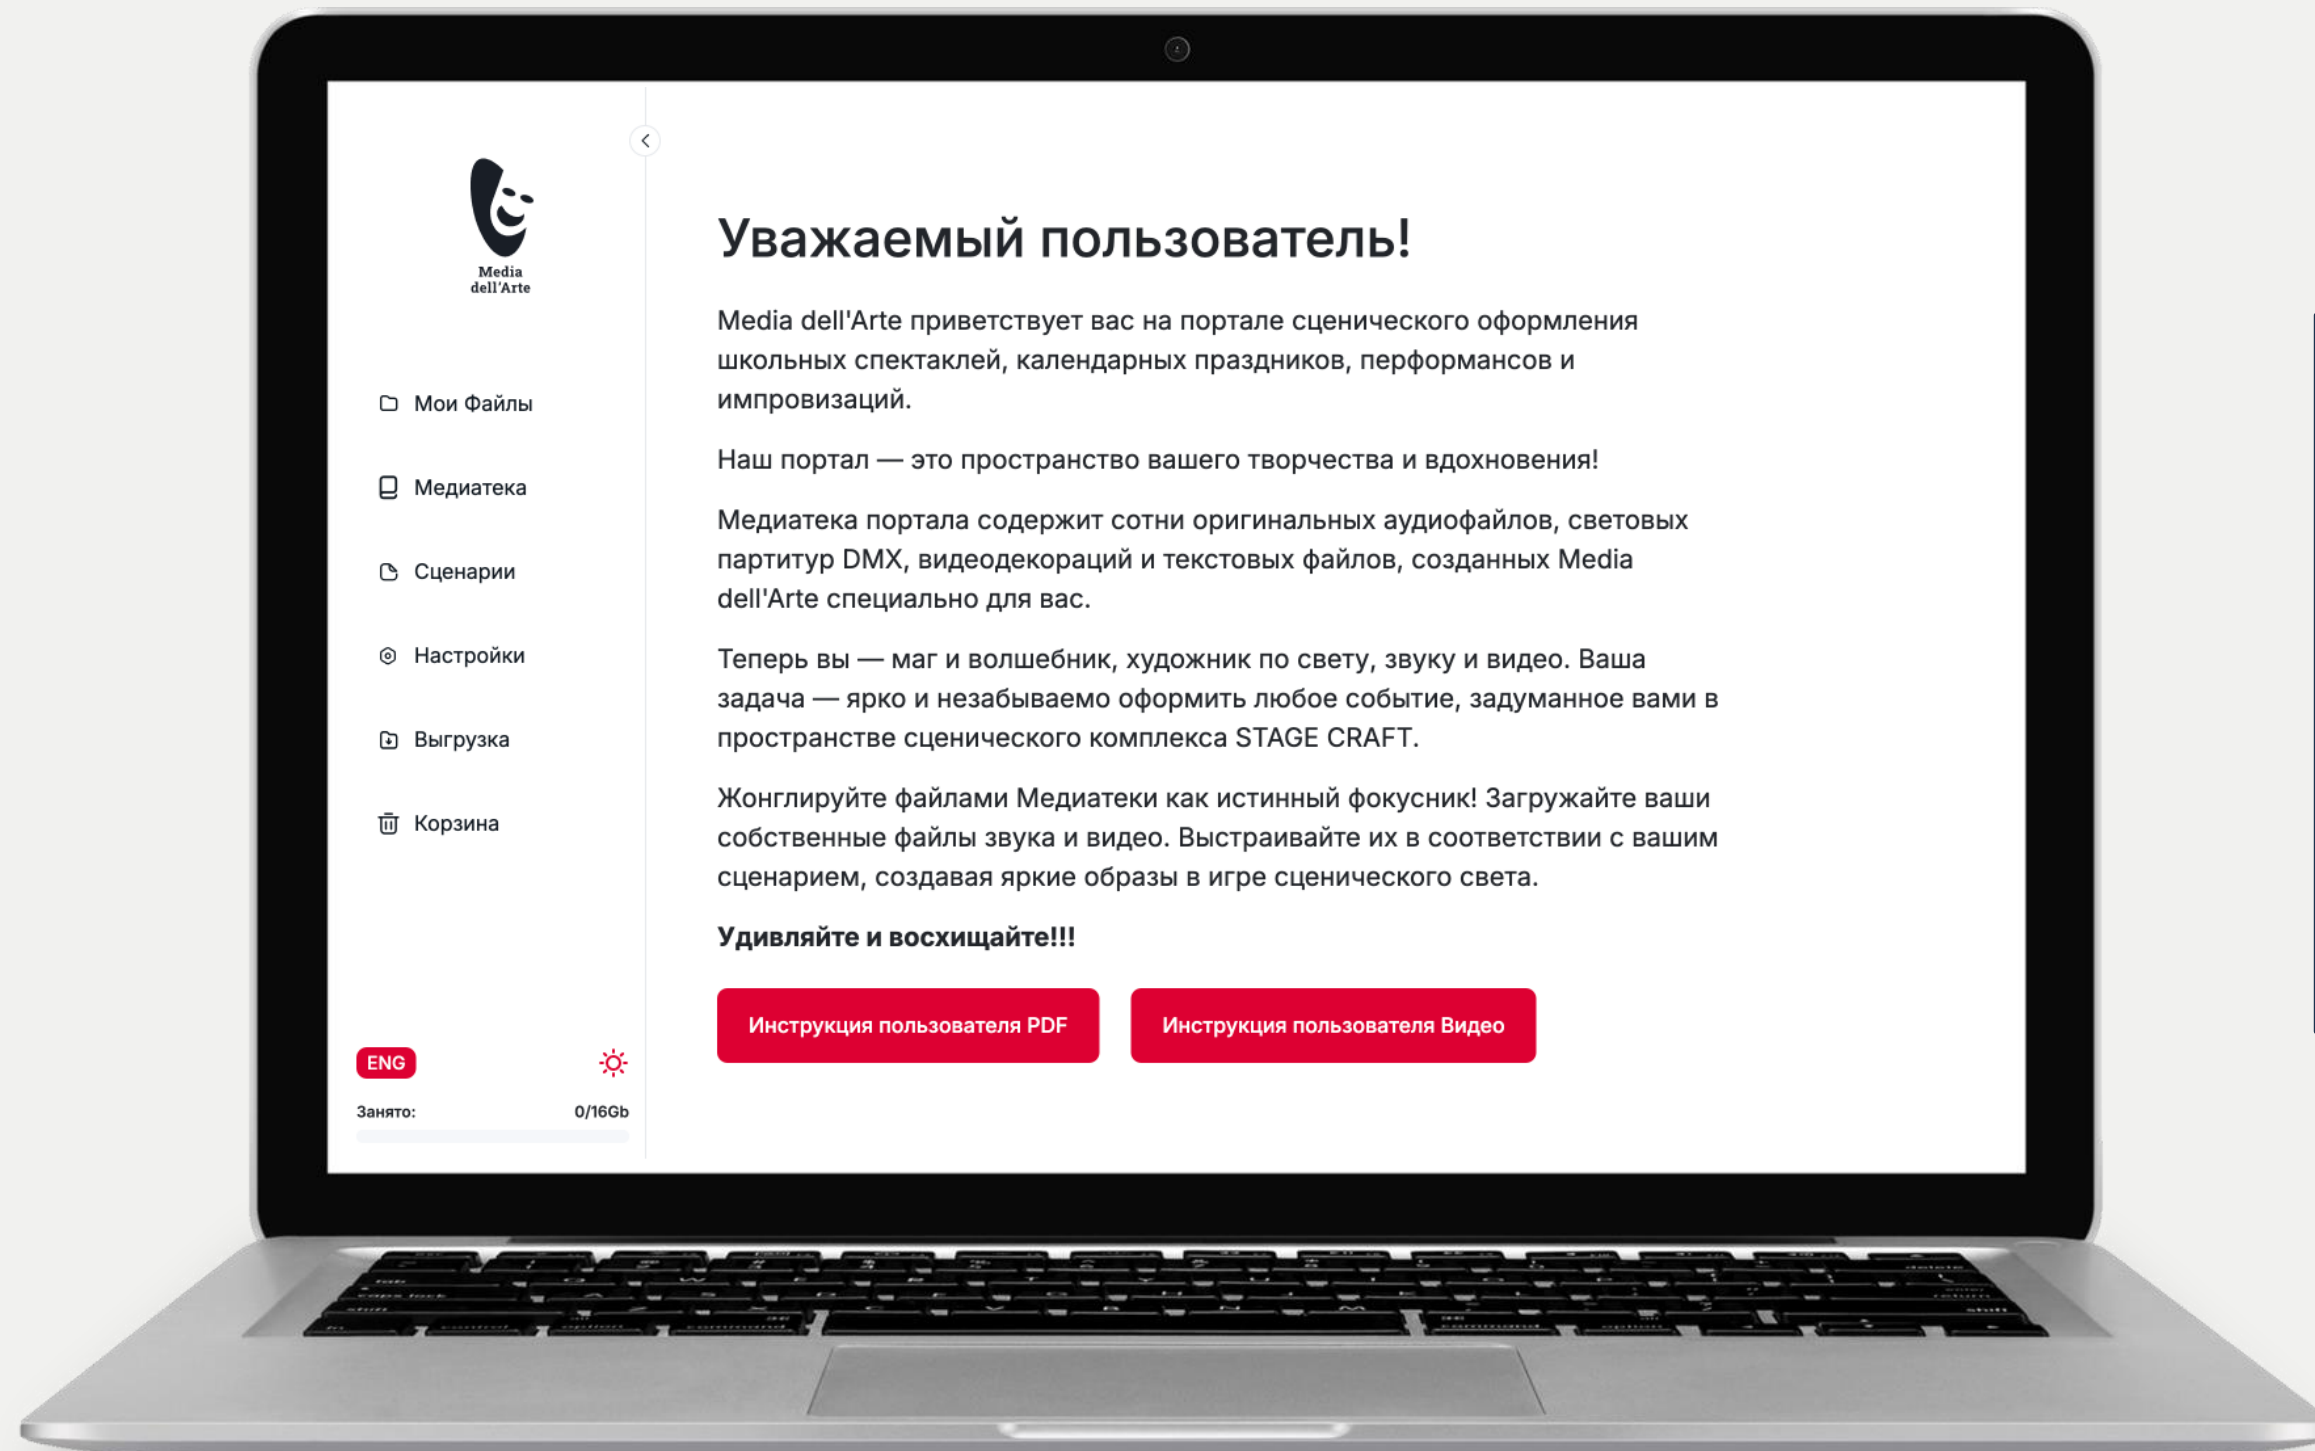 Media
dell'Arte
Мои Файлы
Медиатека
Сценарии
Настройки
Выгрузка
Корзина
ENG
Занято: 0/16Gb
Уважаемый пользователь!
Media dell'Arte приветствует вас на портале сценического оформления
школьных спектаклей, календарных праздников, перформансов и
импровизаций.
Наш портал — это пространство вашего творчества и вдохновения!
Медиатека портала содержит сотни оригинальных аудиофайлов, световых
партитур DMX, видеодекораций и текстовых файлов, созданных Media
dell'Arte специально для вас.
Теперь вы — маг и волшебник, художник по свету, звуку и видео. Ваша
задача — ярко и незабываемо оформить любое событие, задуманное вами в
пространстве сценического комплекса STAGE CRAFT.
Жонглируйте файлами Медиатеки как истинный фокусник! Загружайте ваши
собственные файлы звука и видео. Выстраивайте их в соответствии с вашим
сценарием, создавая яркие образы в игре сценического света.
Удивляйте и восхищайте!!!
Инструкция пользователя PDF
Инструкция пользователя Видео